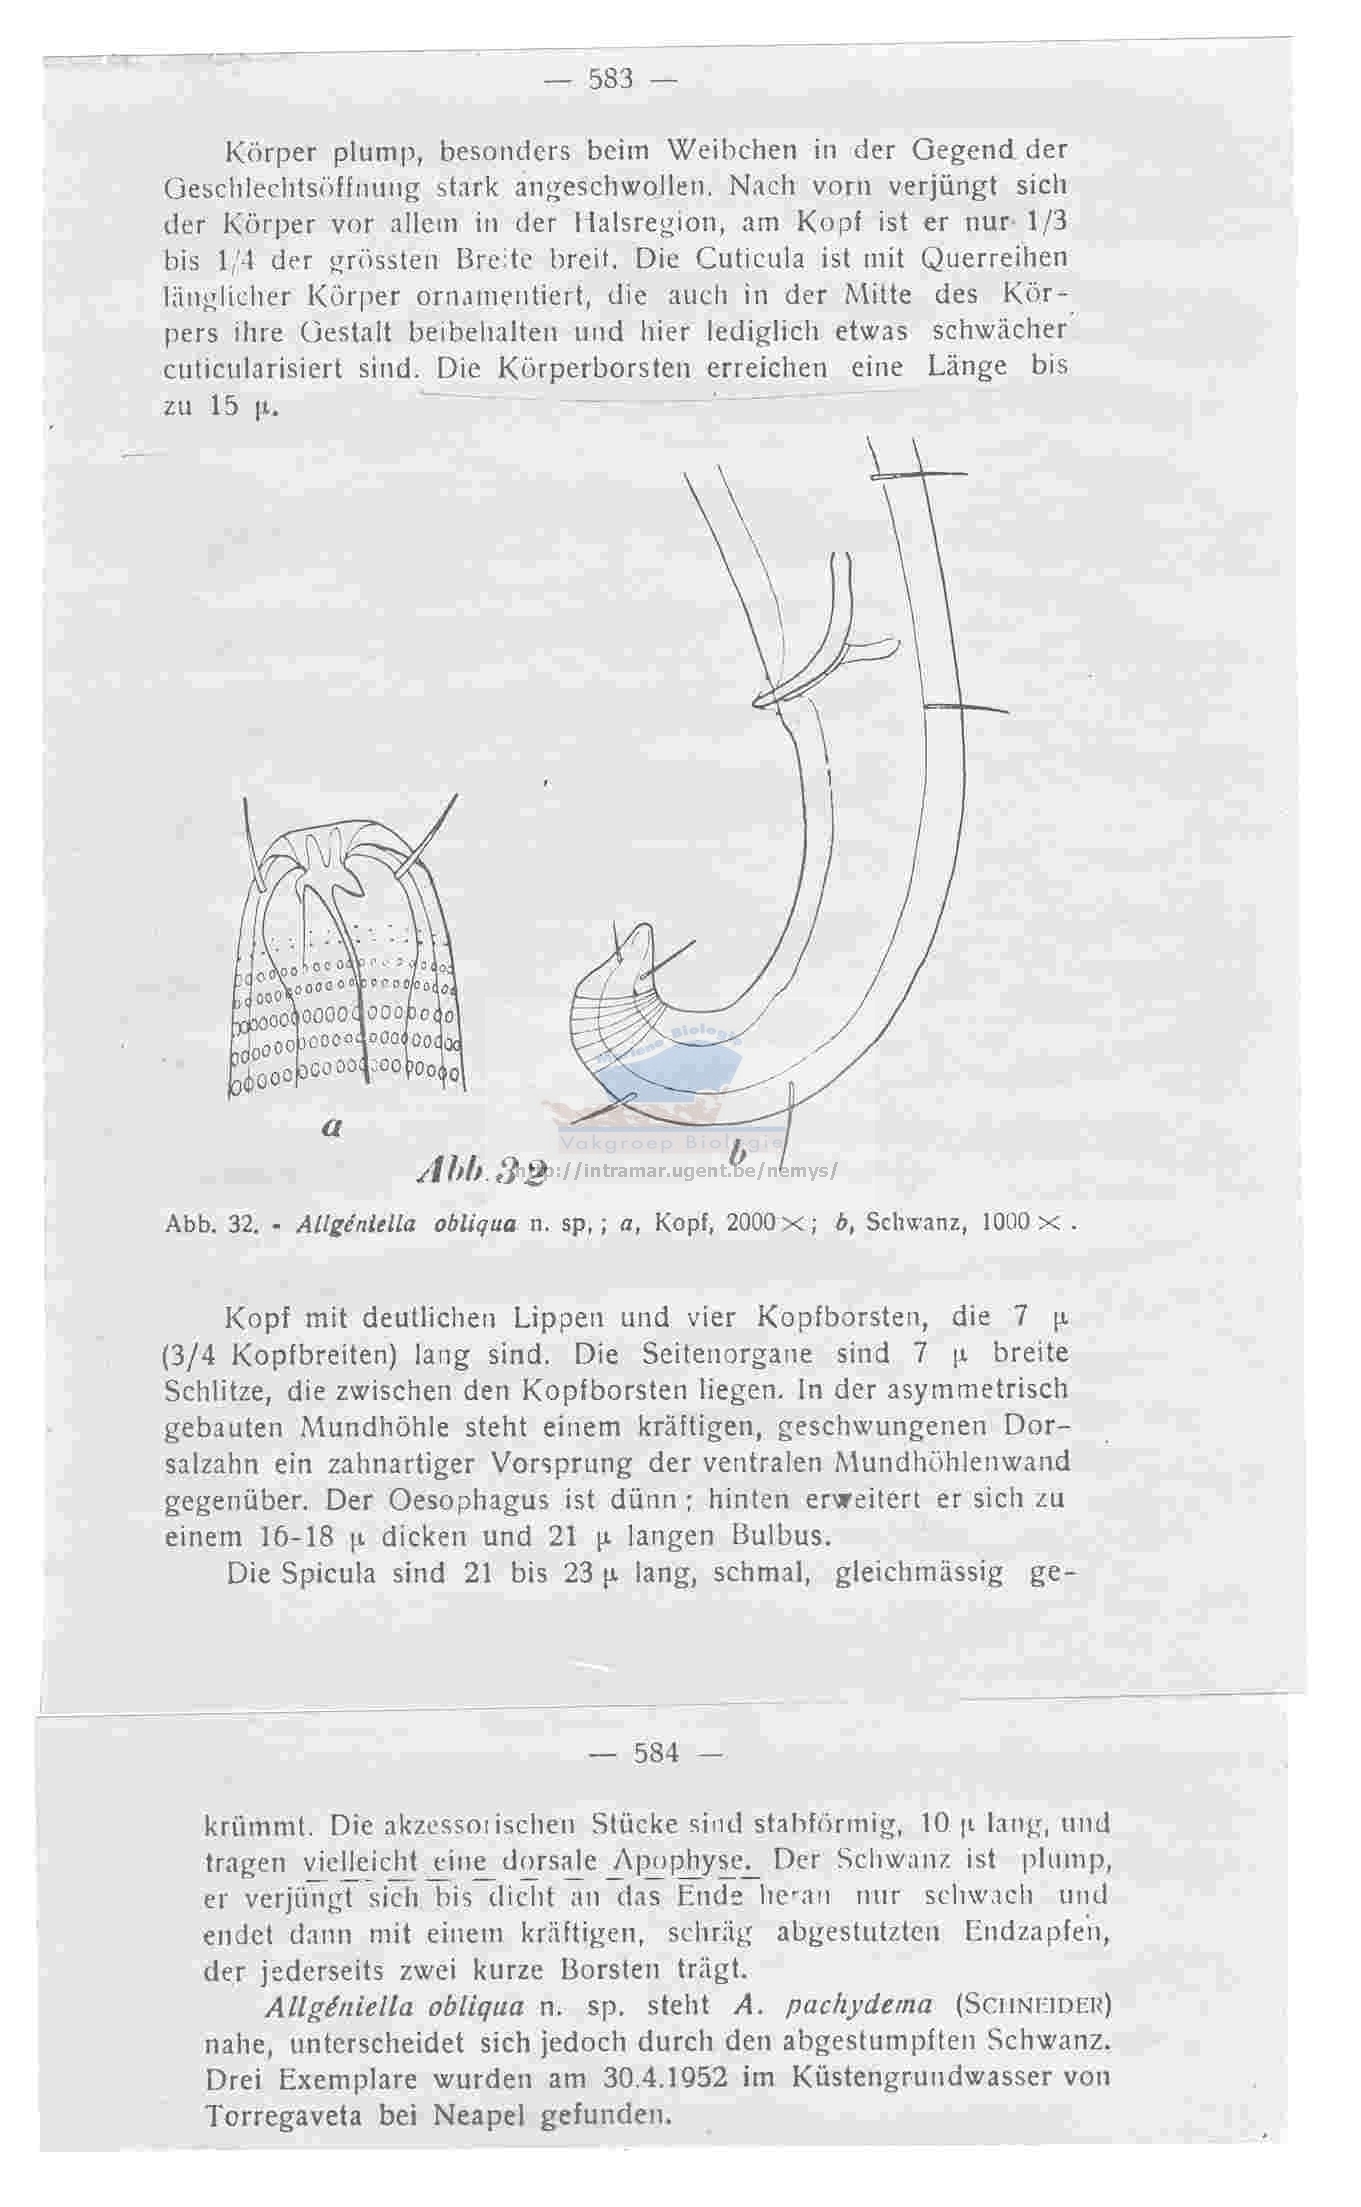 — 583 —
Körper plump, besonders beim Weibchen in der Gegend der
Geschlechtsöffnung stark angeschwollen. Nach vorn verjüngt sich
der Körper vor allem in der Halsregion, am Kopf ist er nur 1/3
bis 1/4 der grössten Breite breit. Die Cuticula ist mit Querreihen
länglicher Körper ornamentiert, die auch in der Mitte des Kör-
pers ihre Gestalt beibehalten und hier lediglich etwas schwächer
cuticularisiert sind. Die Körperborsten erreichen eine Länge bis
zu 15 µ.
Mariene Biologie
Vakgroep Biologie
a
b
Abb. 32
http://intramar.ugent.be/nemys/
Abb. 32. - Allgéniella obliqua n. sp, ; a, Kopf, 2000 × ; b, Schwanz, 1000 × .
Kopf mit deutlichen Lippen und vier Kopfborsten, die 7 µ
(3/4 Kopfbreiten) lang sind. Die Seitenorgane sind 7 µ breite
Schlitze, die zwischen den Kopfborsten liegen. In der asymmetrisch
gebauten Mundhöhle steht einem kräftigen, geschwungenen Dor-
salzahn ein zahnartiger Vorsprung der ventralen Mundhöhlenwand
gegenüber. Der Oesophagus ist dünn ; hinten erweitert er sich zu
einem 16-18 µ dicken und 21 µ langen Bulbus.
Die Spicula sind 21 bis 23 µ lang, schmal, gleichmässig ge-
— 584 —
krümmt. Die akzessorischen Stücke sind stabförmig, 10 µ lang, und
tragen vielleicht eine dorsale Apophyse. Der Schwanz ist plump,
er verjüngt sich bis dicht an das Ende heran nur schwach und
endet dann mit einem kräftigen, schräg abgestutzten Endzapfen,
der jederseits zwei kurze Borsten trägt.
Allgéniella obliqua n. sp. steht A. pachydema (SCHNEIDER)
nahe, unterscheidet sich jedoch durch den abgestumpften Schwanz.
Drei Exemplare wurden am 30.4.1952 im Küstengrundwasser von
Torregaveta bei Neapel gefunden.